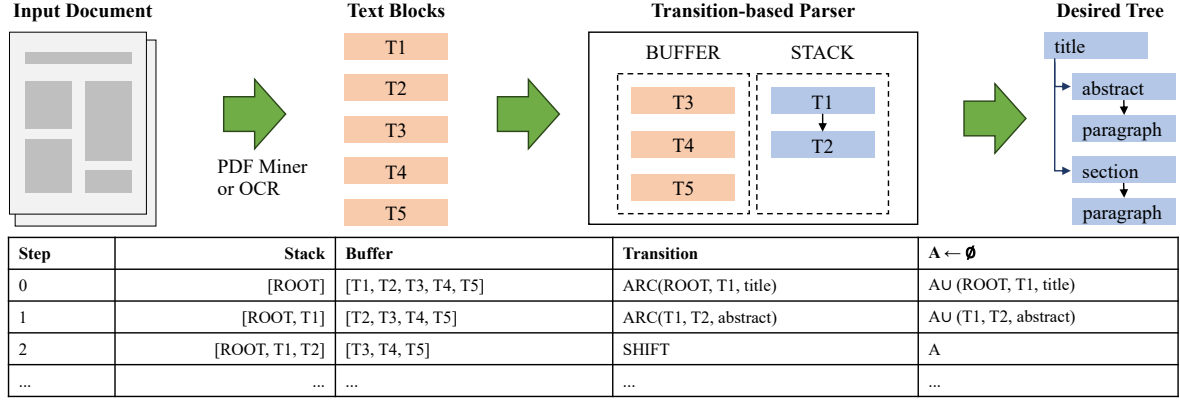 Input Document
Text Blocks
Transition-based Parser
Desired Tree
PDF Miner
or OCR
T1
T2
T3
T4
T5
BUFFER
STACK
T3
T4
T5
T1
T2
title
abstract
paragraph
section
paragraph
Step Stack Buffer Transition A ← ∅
0 [ROOT] [T1, T2, T3, T4, T5] ARC(ROOT, T1, title) A∪ (ROOT, T1, title)
1 [ROOT, T1] [T2, T3, T4, T5] ARC(T1, T2, abstract) A∪ (T1, T2, abstract)
2 [ROOT, T1, T2] [T3, T4, T5] SHIFT A
... ... ... ... ...